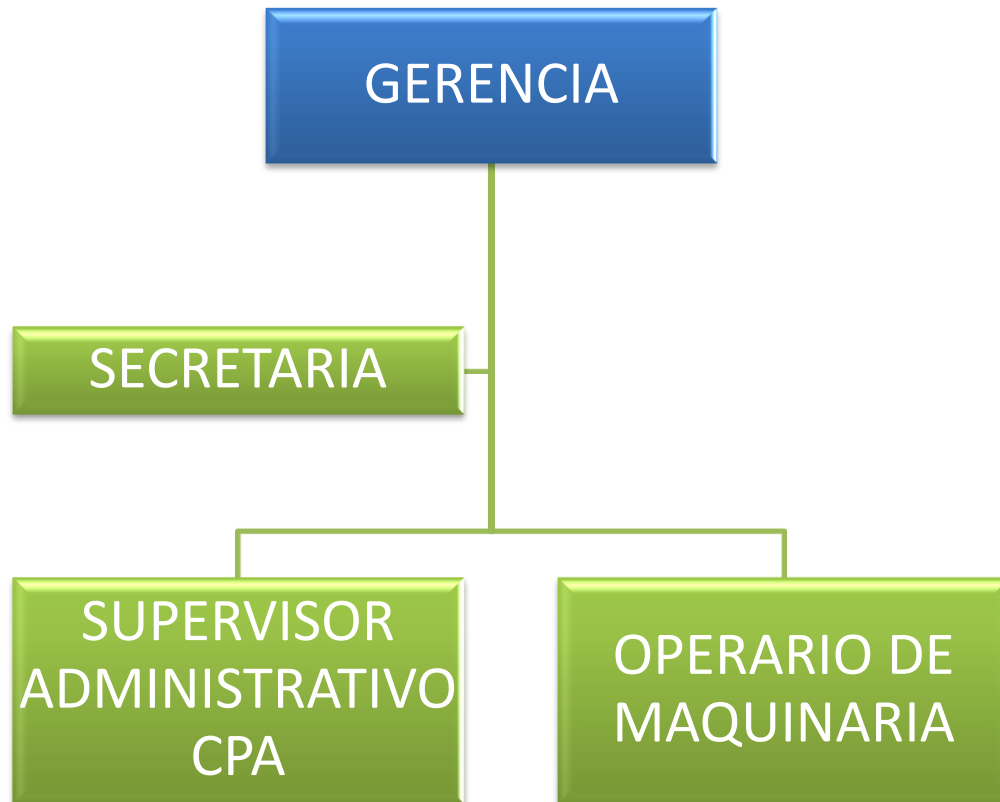 GERENCIA
SECRETARIA
SUPERVISOR
ADMINISTRATIVO
CPA
OPERARIO DE
MAQUINARIA